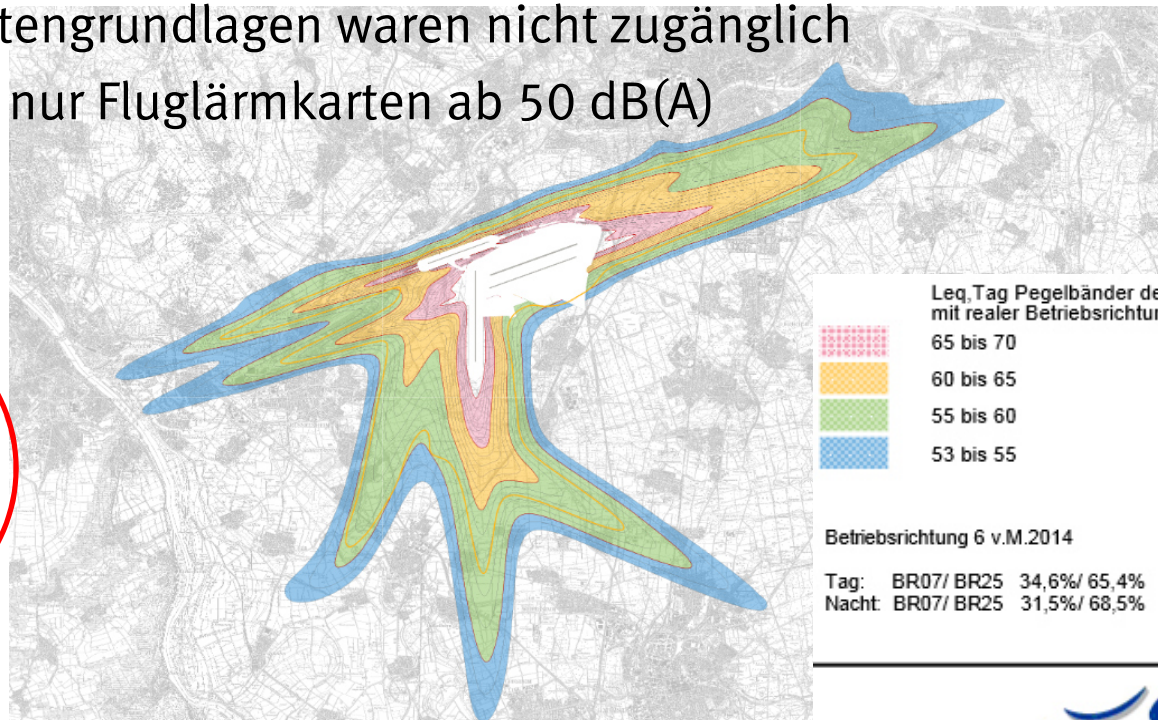 tengrundlagen waren nicht zugänglich
nur Fluglärmkarten ab 50 dB(A)
Leq,Tag Pegelbänder de
mit realer Betriebsrichtun
65 bis 70
60 bis 65
55 bis 60
53 bis 55
Betriebsrichtung 6 v.M.2014
Tag: BR07/ BR25 34,6%/ 65,4%
Nacht: BR07/ BR25 31,5%/ 68,5%